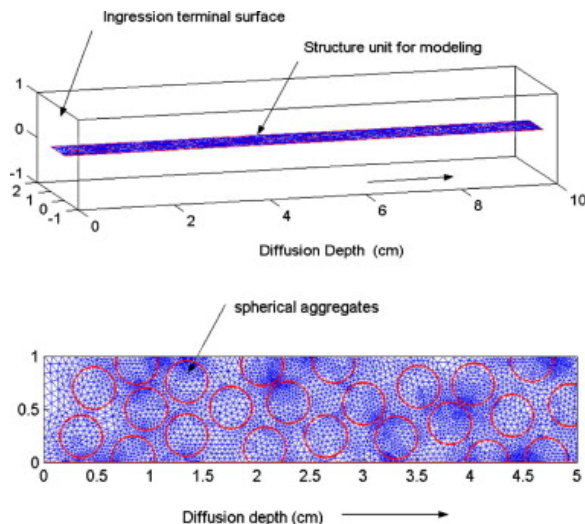 Ingression terminal surface
Structure unit for modeling
1
0
-1
2
1
0
-1
0
2
4
6
8
10
Diffusion Depth (cm)
spherical aggregates
1
0.5
0
0 0.5 1 1.5 2 2.5 3 3.5 4 4.5 5
Diffusion depth (cm)